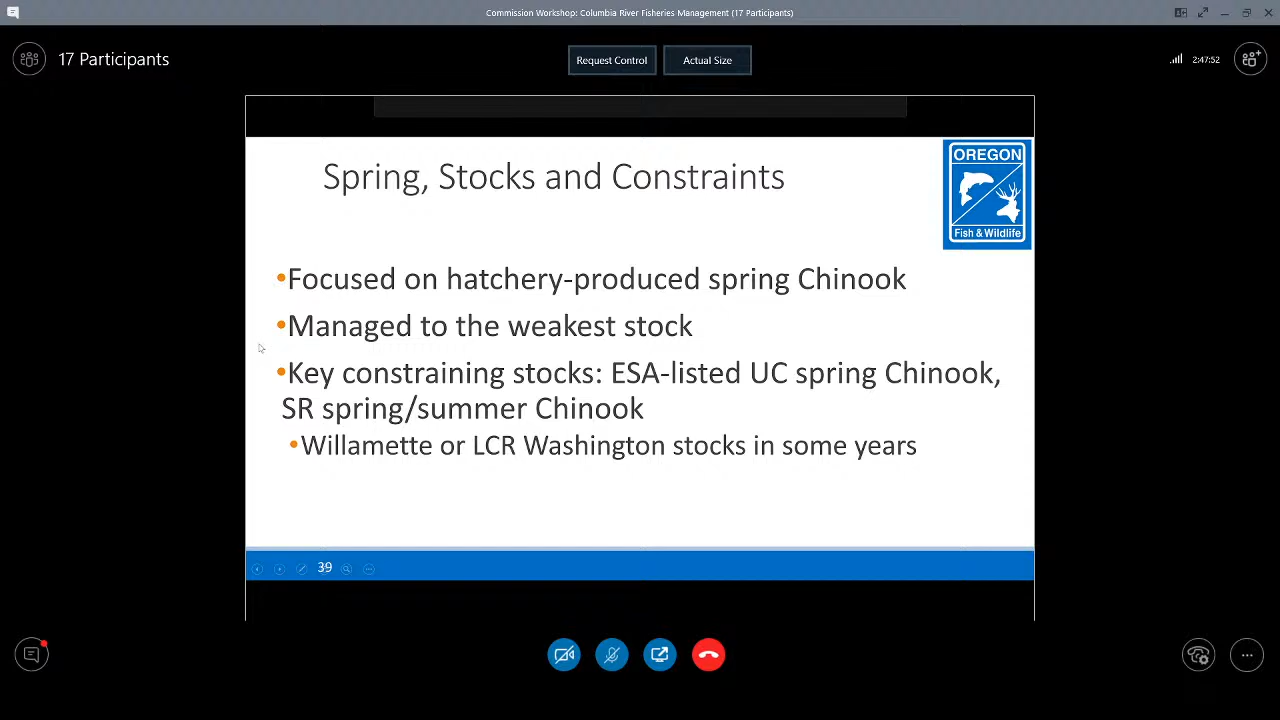 Commission Workshop: Columbia River Fisheries Management (17 Participants)
17 Participants
Request Control
Actual Size
2:47:52
Spring, Stocks and Constraints
OREGON
Fish & Wildlife
•Focused on hatchery-produced spring Chinook
•Managed to the weakest stock
•Key constraining stocks: ESA-listed UC spring Chinook,
SR spring/summer Chinook
•Willamette or LCR Washington stocks in some years
39